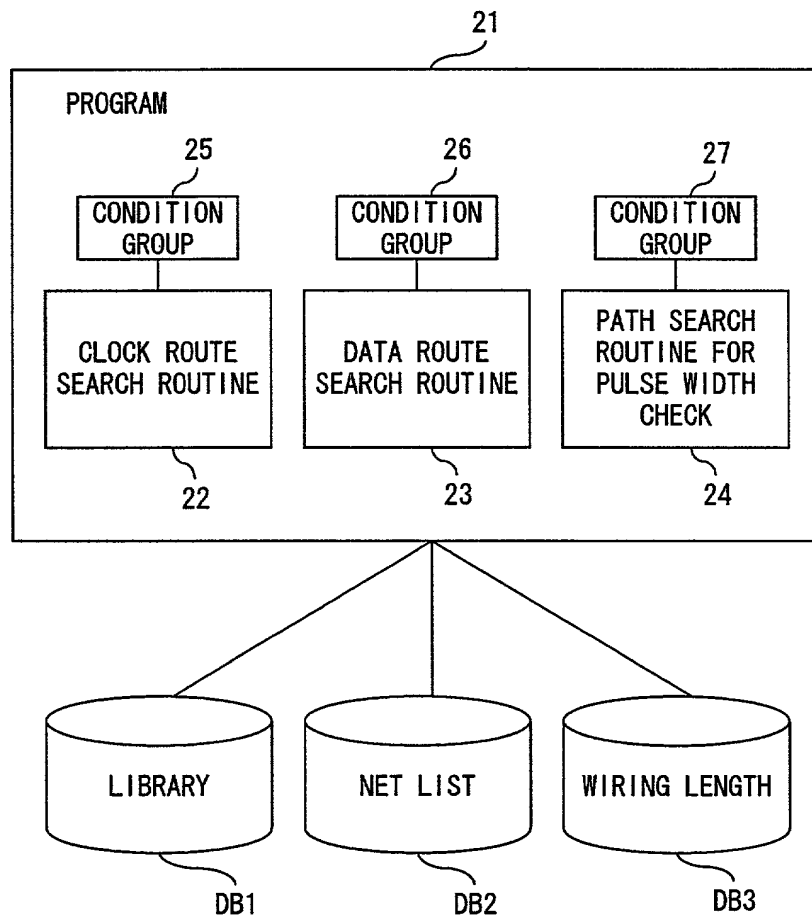 21
PROGRAM
25
26
27
CONDITION
GROUP
CONDITION
GROUP
CONDITION
GROUP
CLOCK ROUTE
SEARCH ROUTINE
DATA ROUTE
SEARCH ROUTINE
PATH SEARCH
ROUTINE FOR
PULSE WIDTH
CHECK
22
23
24
LIBRARY
NET LIST
WIRING LENGTH
DB1
DB2
DB3